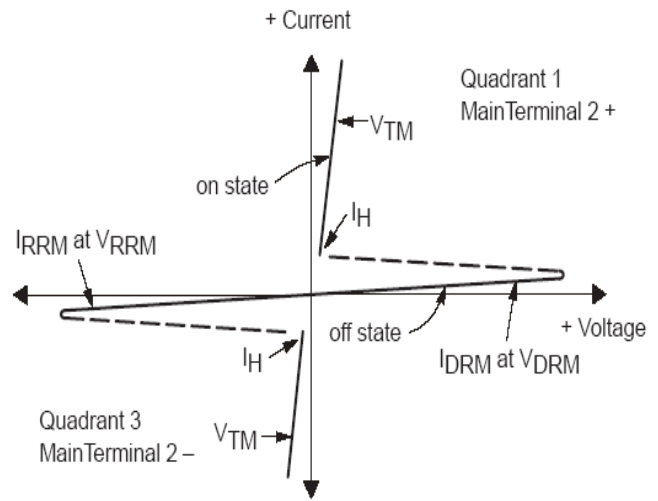 + Current
Quadrant 1
MainTerminal 2 +
VTM
on state
IH
IRRM at VRRM
+ Voltage
off state
IDRM at VDRM
IH
Quadrant 3
MainTerminal 2 –
VTM